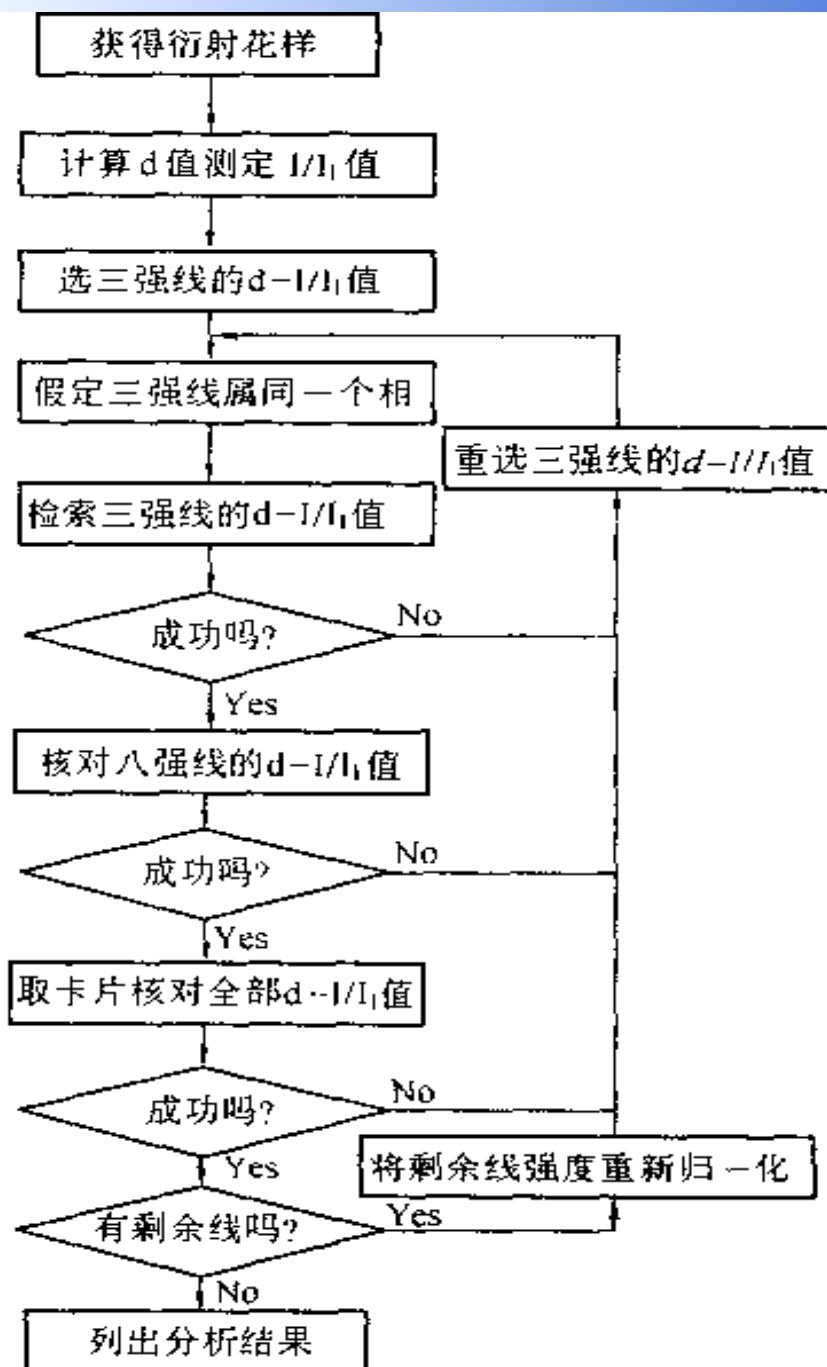 获得衍射花样
计算d值测定I/I₁值
选三强线的d-I/I₁值
假定三强线属同一个相
重选三强线的d-I/I₁值
检索三强线的d-I/I₁值
成功吗?
No
Yes
核对八强线的d-I/I₁值
成功吗?
No
Yes
取卡片核对全部d-I/I₁值
成功吗?
No
Yes
将剩余线强度重新归一化
有剩余线吗?
Yes
No
列出分析结果